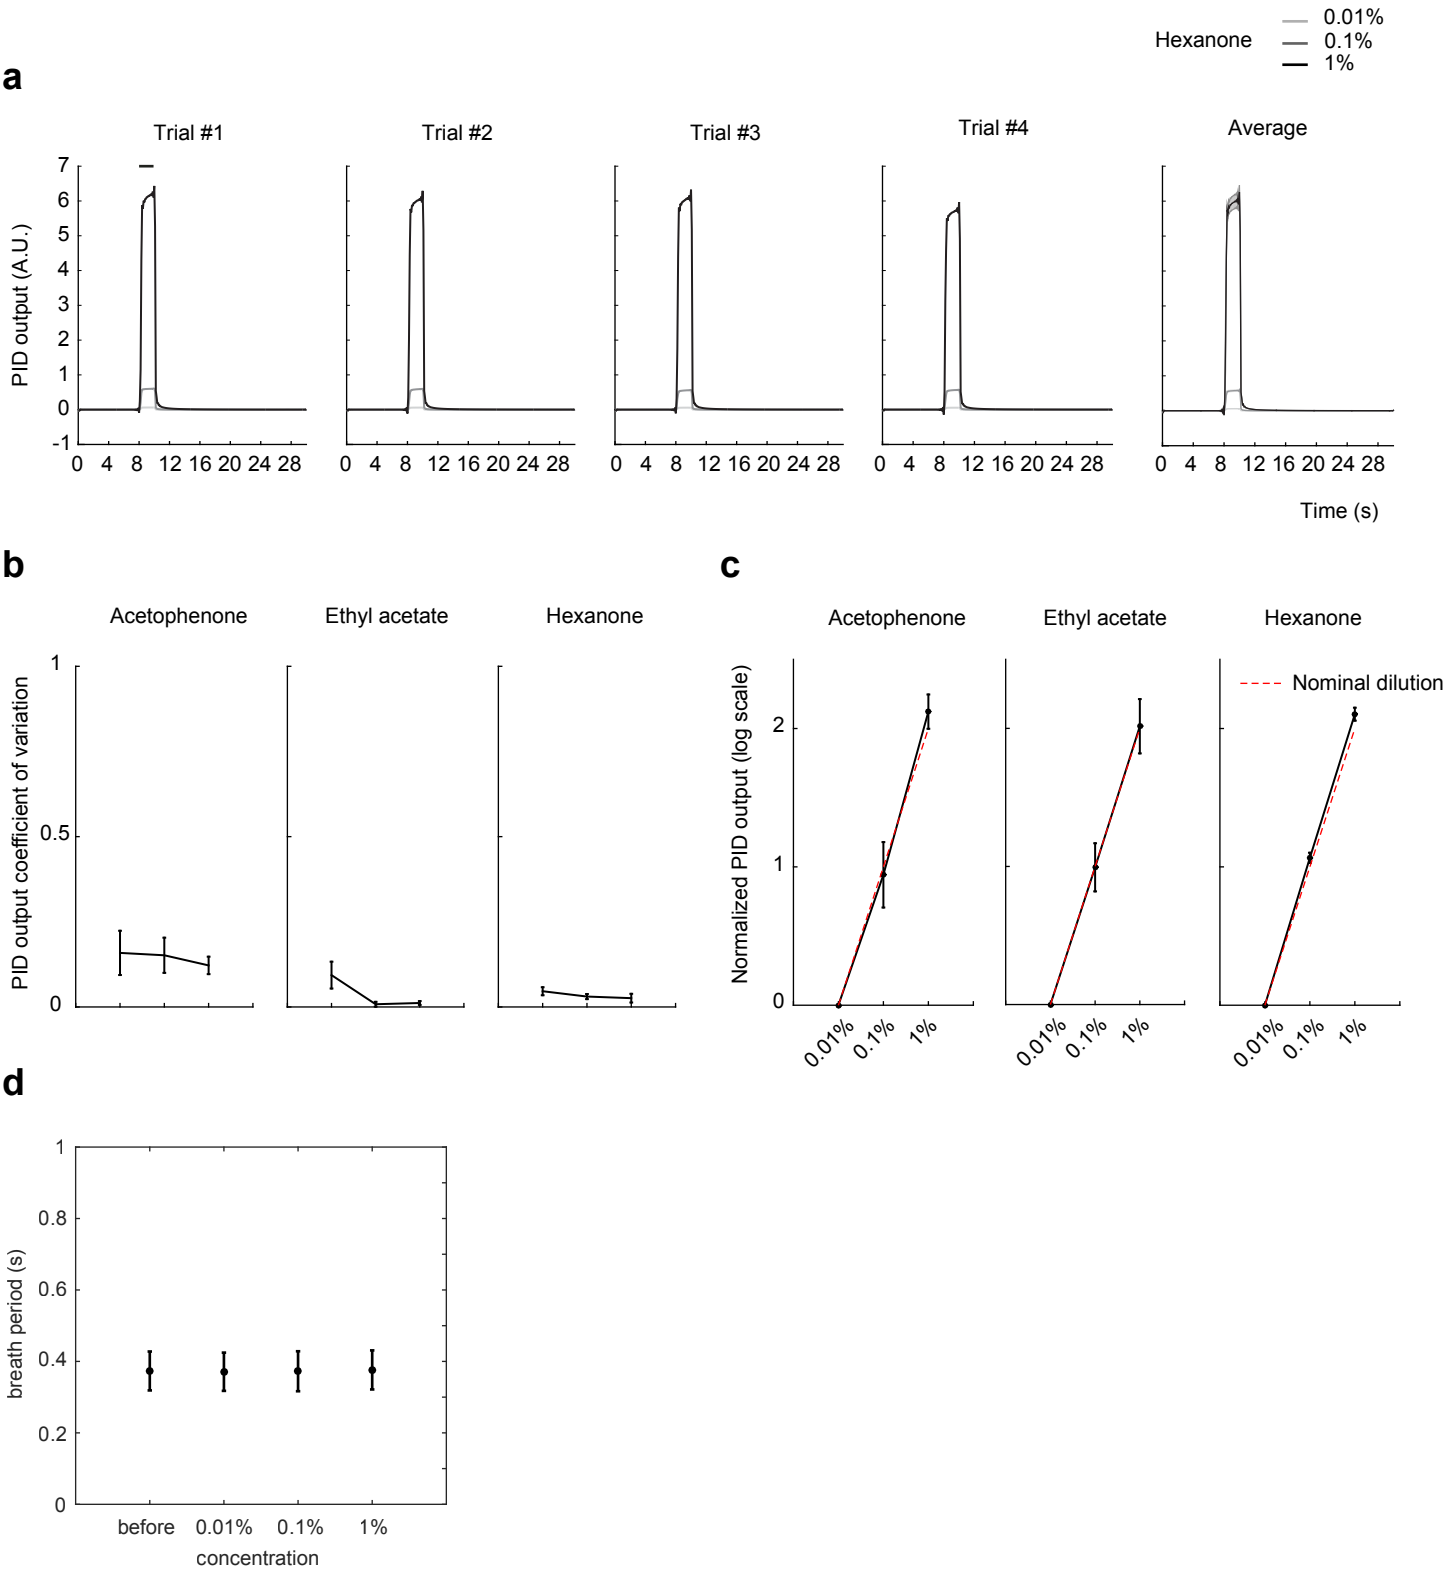 Hexanone
0.01%
0.1%
1%
a
Trial #1
Trial #2
Trial #3
Trial #4
Average
PID output (A.U.)
7
6
5
4
3
2
1
0
-1
0 4 8 12 16 20 24 28
0 4 8 12 16 20 24 28
0 4 8 12 16 20 24 28
0 4 8 12 16 20 24 28
0 4 8 12 16 20 24 28
Time (s)
b
Acetophenone
Ethyl acetate
Hexanone
PID output coefficient of variation
1
0.5
0
c
Acetophenone
Ethyl acetate
Hexanone
Nominal dilution
Normalized PID output (log scale)
2
1
0
0.01% 0.1% 1%
0.01% 0.1% 1%
0.01% 0.1% 1%
d
breath period (s)
1
0.8
0.6
0.4
0.2
0
before 0.01% 0.1% 1%
concentration